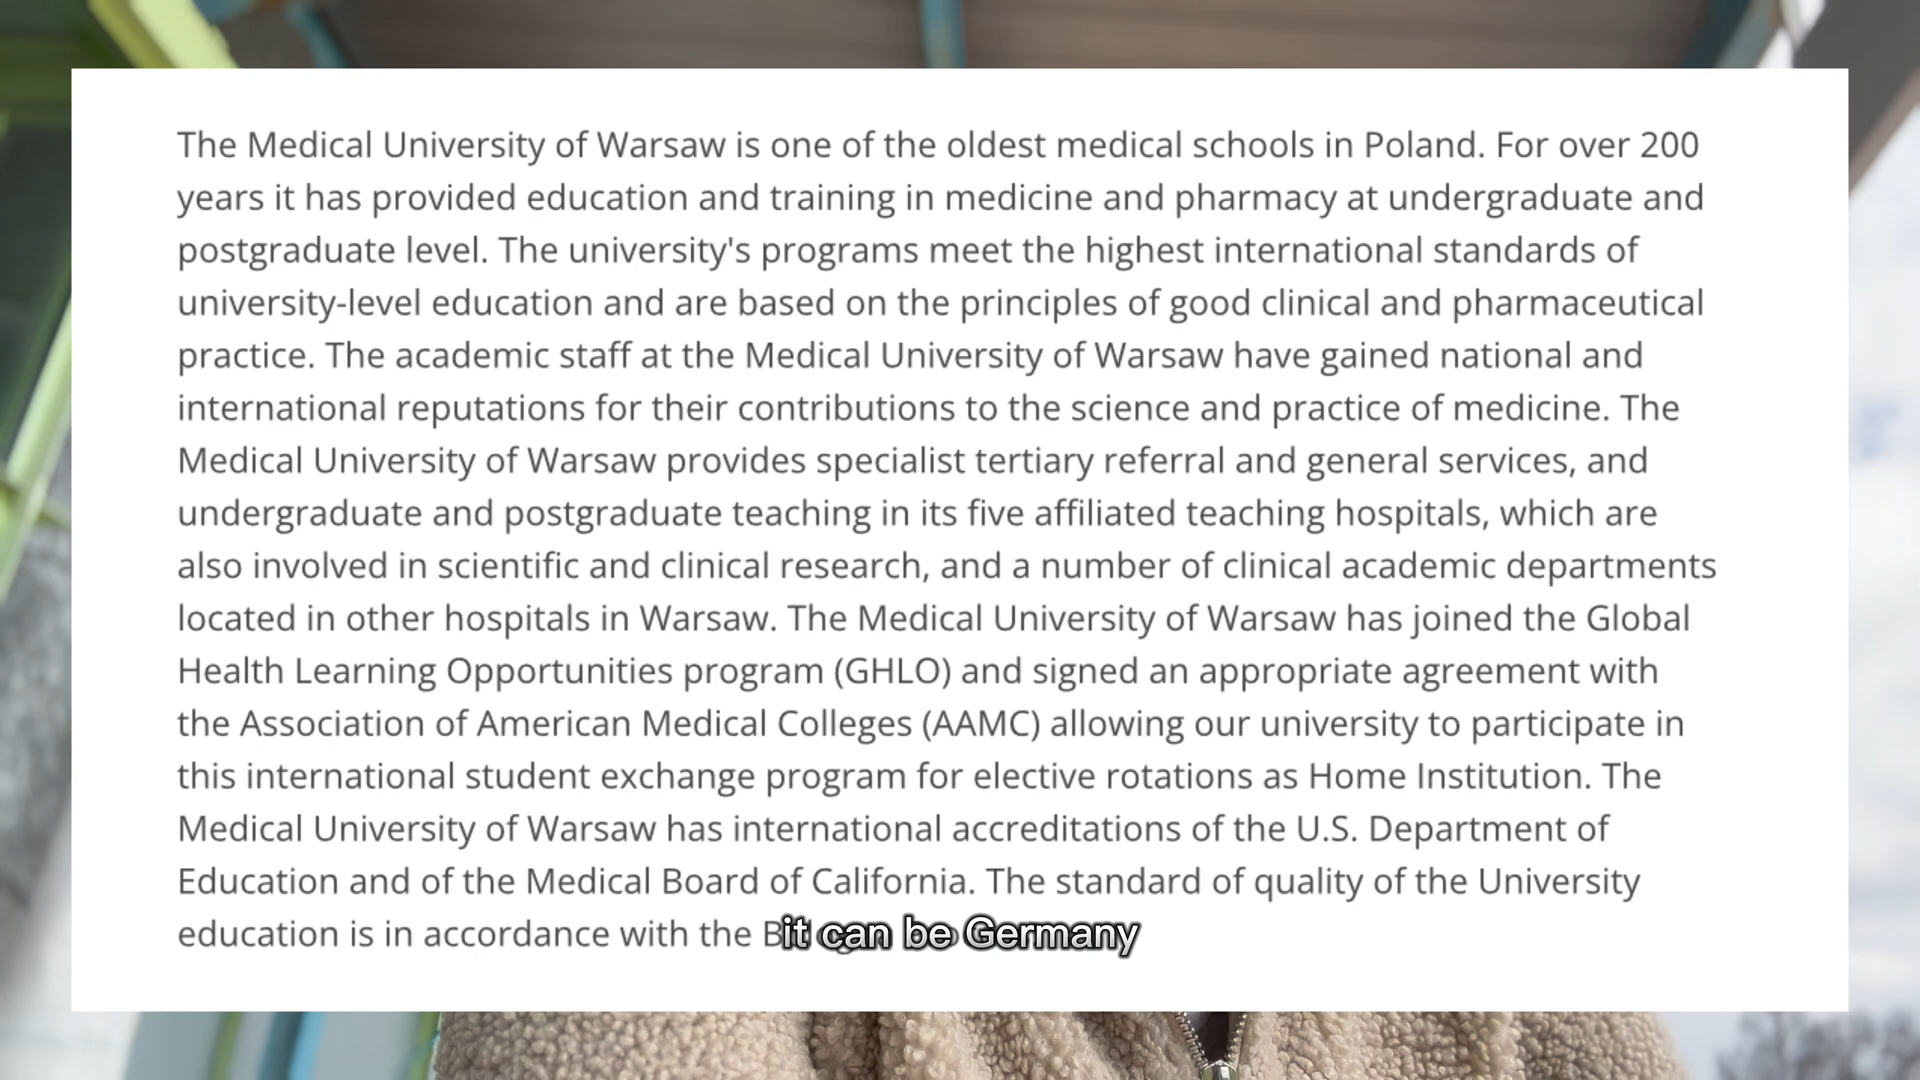 The Medical University of Warsaw is one of the oldest medical schools in Poland. For over 200
years it has provided education and training in medicine and pharmacy at undergraduate and
postgraduate level. The university's programs meet the highest international standards of
university-level education and are based on the principles of good clinical and pharmaceutical
practice. The academic staff at the Medical University of Warsaw have gained national and
international reputations for their contributions to the science and practice of medicine. The
Medical University of Warsaw provides specialist tertiary referral and general services, and
undergraduate and postgraduate teaching in its five affiliated teaching hospitals, which are
also involved in scientific and clinical research, and a number of clinical academic departments
located in other hospitals in Warsaw. The Medical University of Warsaw has joined the Global
Health Learning Opportunities program (GHLO) and signed an appropriate agreement with
the Association of American Medical Colleges (AAMC) allowing our university to participate in
this international student exchange program for elective rotations as Home Institution. The
Medical University of Warsaw has international accreditations of the U.S. Department of
Education and of the Medical Board of California. The standard of quality of the University
education is in accordance with the
it can be Germany